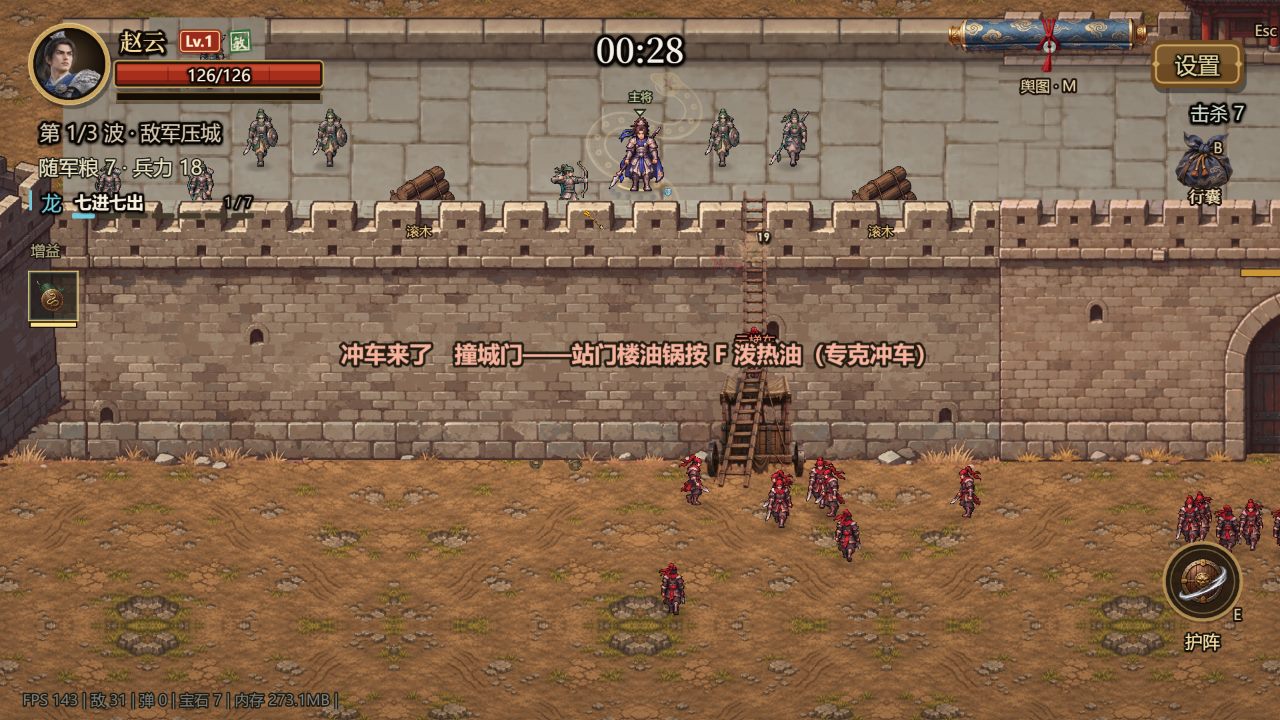 赵云 Lv.1 敏
126/126
00:28
Esc
设置
舆图·M
第 1/3 波·敌军压城
随军粮 7·兵力 18
龙 七进七出 1/7
击杀 7
B
行囊
主将
增益
滚木
滚木
19
云梯车
冲车来了 撞城门——站门楼油锅按 F 泼热油（专克冲车）
E
护阵
FPS 143 | 敌 31 | 弹 0 | 宝石 7 | 内存 273.1MB |